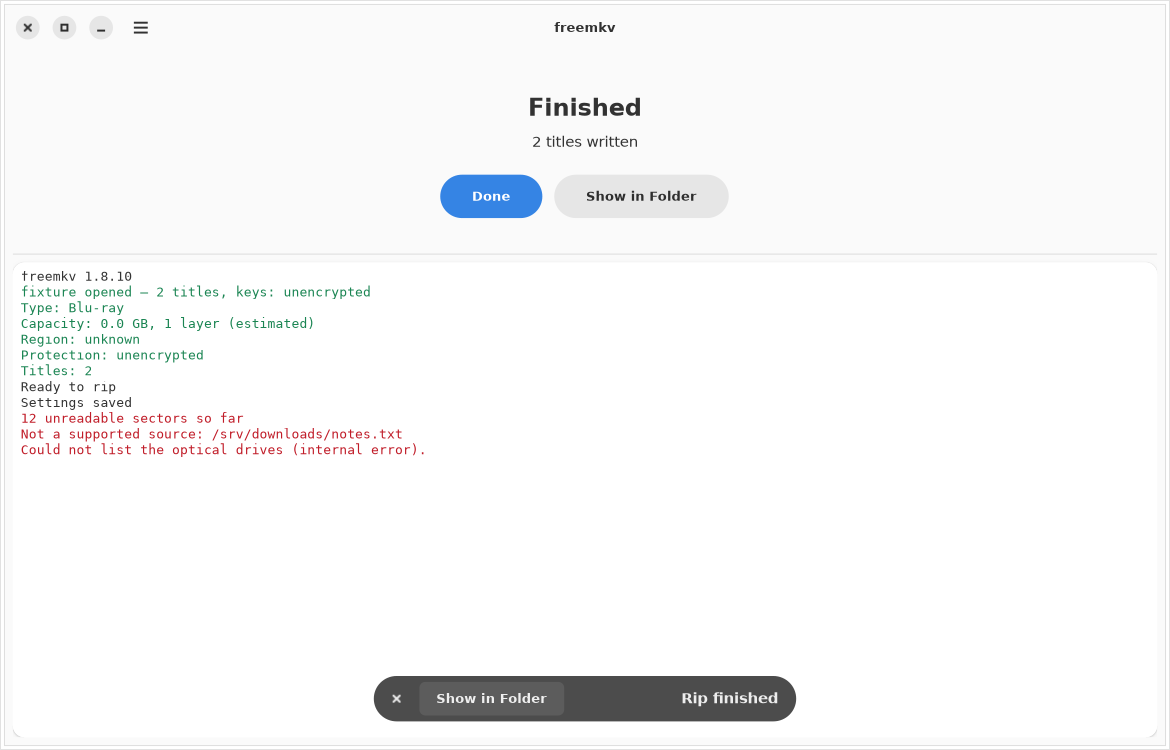 freemkv
Finished
2 titles written
Done
Show in Folder
freemkv 1.8.10
fixture opened — 2 titles, keys: unencrypted
Type: Blu-ray
Capacity: 0.0 GB, 1 layer (estimated)
Region: unknown
Protection: unencrypted
Titles: 2
Ready to rip
Settings saved
12 unreadable sectors so far
Not a supported source: /srv/downloads/notes.txt
Could not list the optical drives (internal error).
Show in Folder
Rip finished